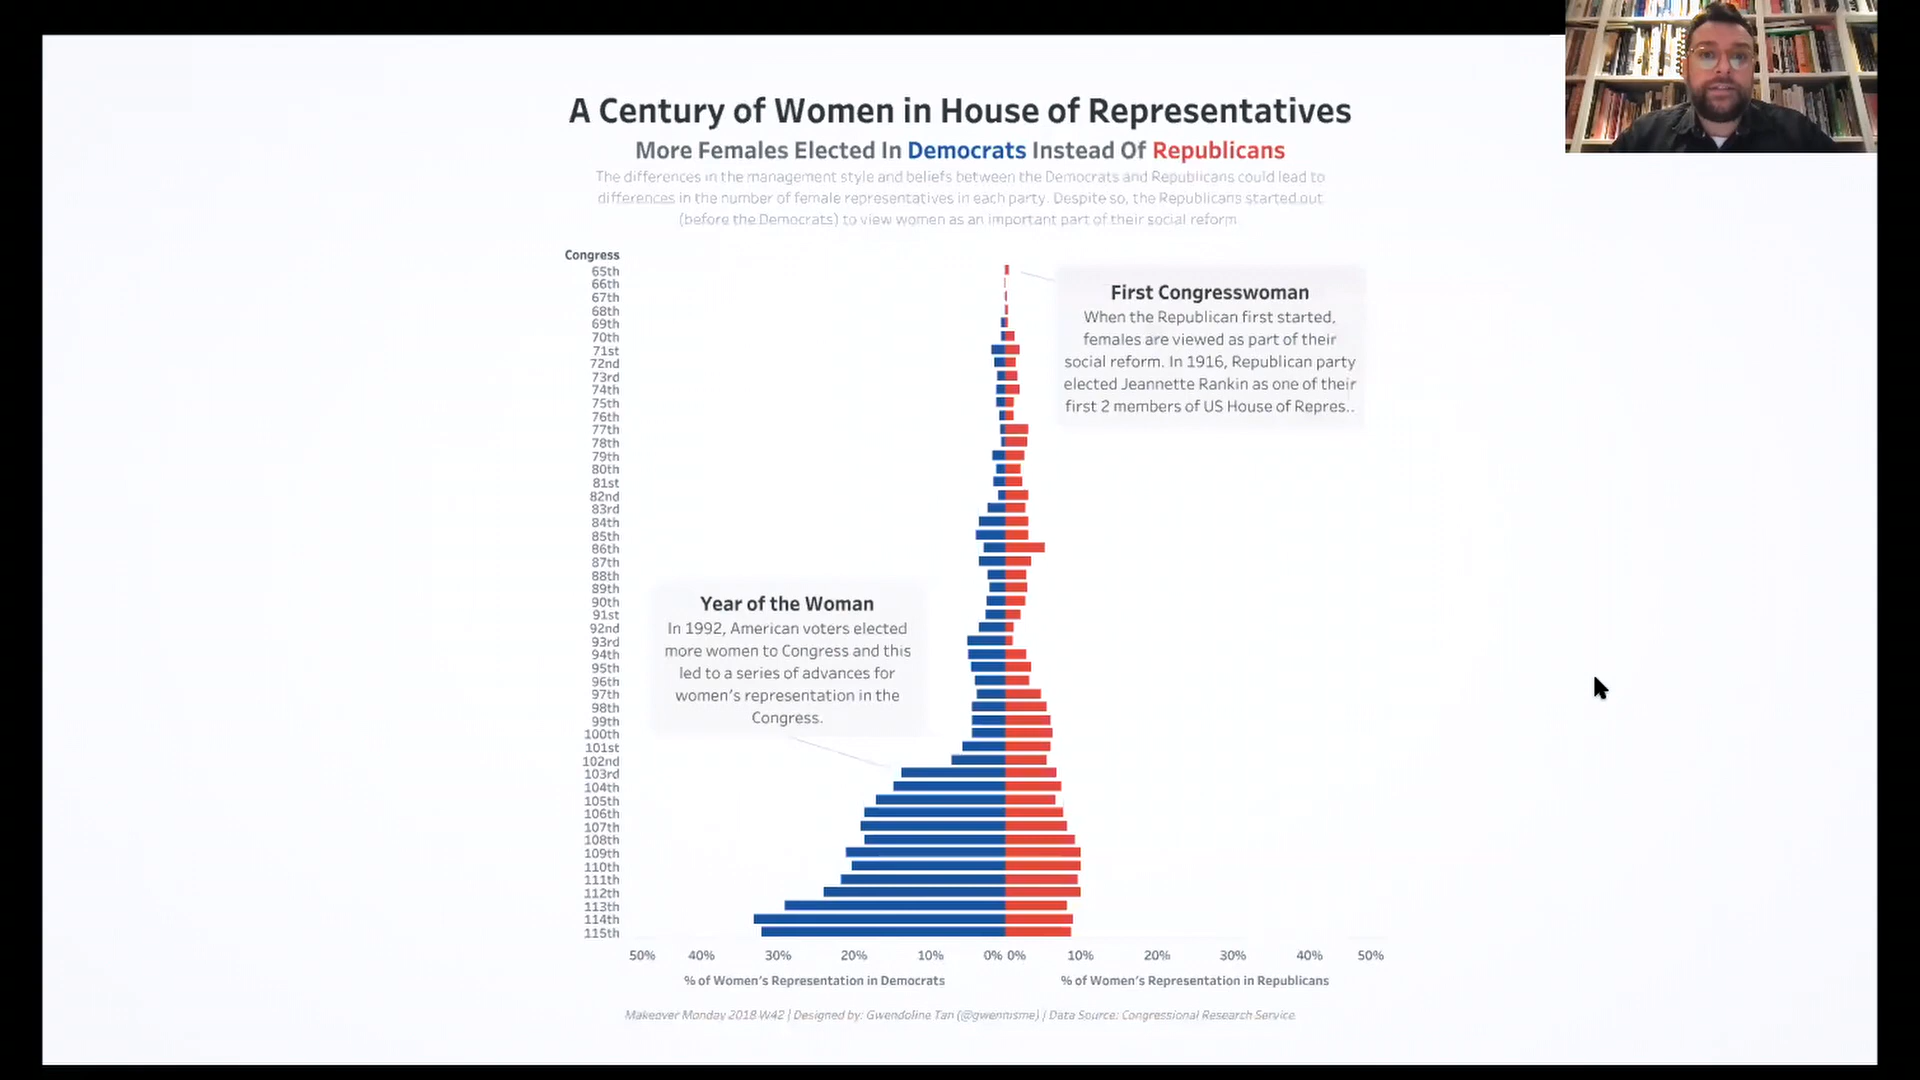 A Century of Women in House of Representatives
More Females Elected In Democrats Instead Of Republicans
The differences in the management style and beliefs between the Democrats and Republicans could lead to
differences in the number of female representatives in each party. Despite so, the Republicans started out
(before the Democrats) to view women as an important part of their social reform.
Congress
65th
66th
67th
68th
69th
70th
71st
72nd
73rd
74th
75th
76th
77th
78th
79th
80th
81st
82nd
83rd
84th
85th
86th
87th
88th
89th
90th
91st
92nd
93rd
94th
95th
96th
97th
98th
99th
100th
101st
102nd
103rd
104th
105th
106th
107th
108th
109th
110th
111th
112th
113th
114th
115th
First Congresswoman
When the Republican first started,
females are viewed as part of their
social reform. In 1916, Republican party
elected Jeannette Rankin as one of their
first 2 members of US House of Repres..
Year of the Woman
In 1992, American voters elected
more women to Congress and this
led to a series of advances for
women's representation in the
Congress.
50% 40% 30% 20% 10% 0% 0% 10% 20% 30% 40% 50%
% of Women's Representation in Democrats % of Women's Representation in Republicans
Makeover Monday 2018 W42 | Designed by: Gwendoline Tan (@gwenmsme) | Data Source: Congressional Research Service